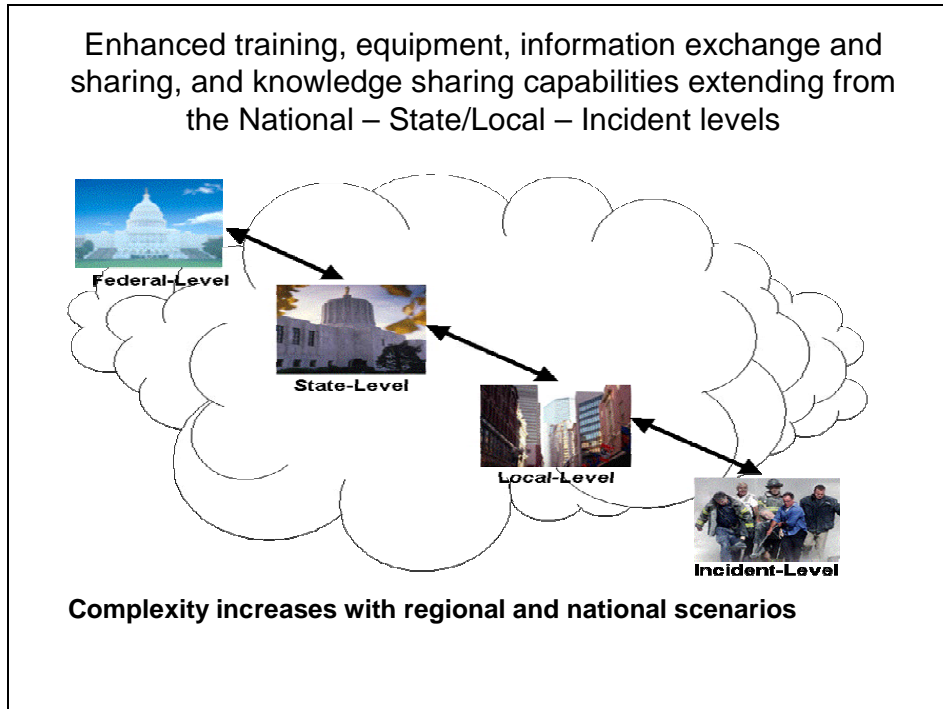 Enhanced training, equipment, information exchange and
sharing, and knowledge sharing capabilities extending from
the National – State/Local – Incident levels
Federal-Level
State-Level
Local-Level
Incident-Level
Complexity increases with regional and national scenarios